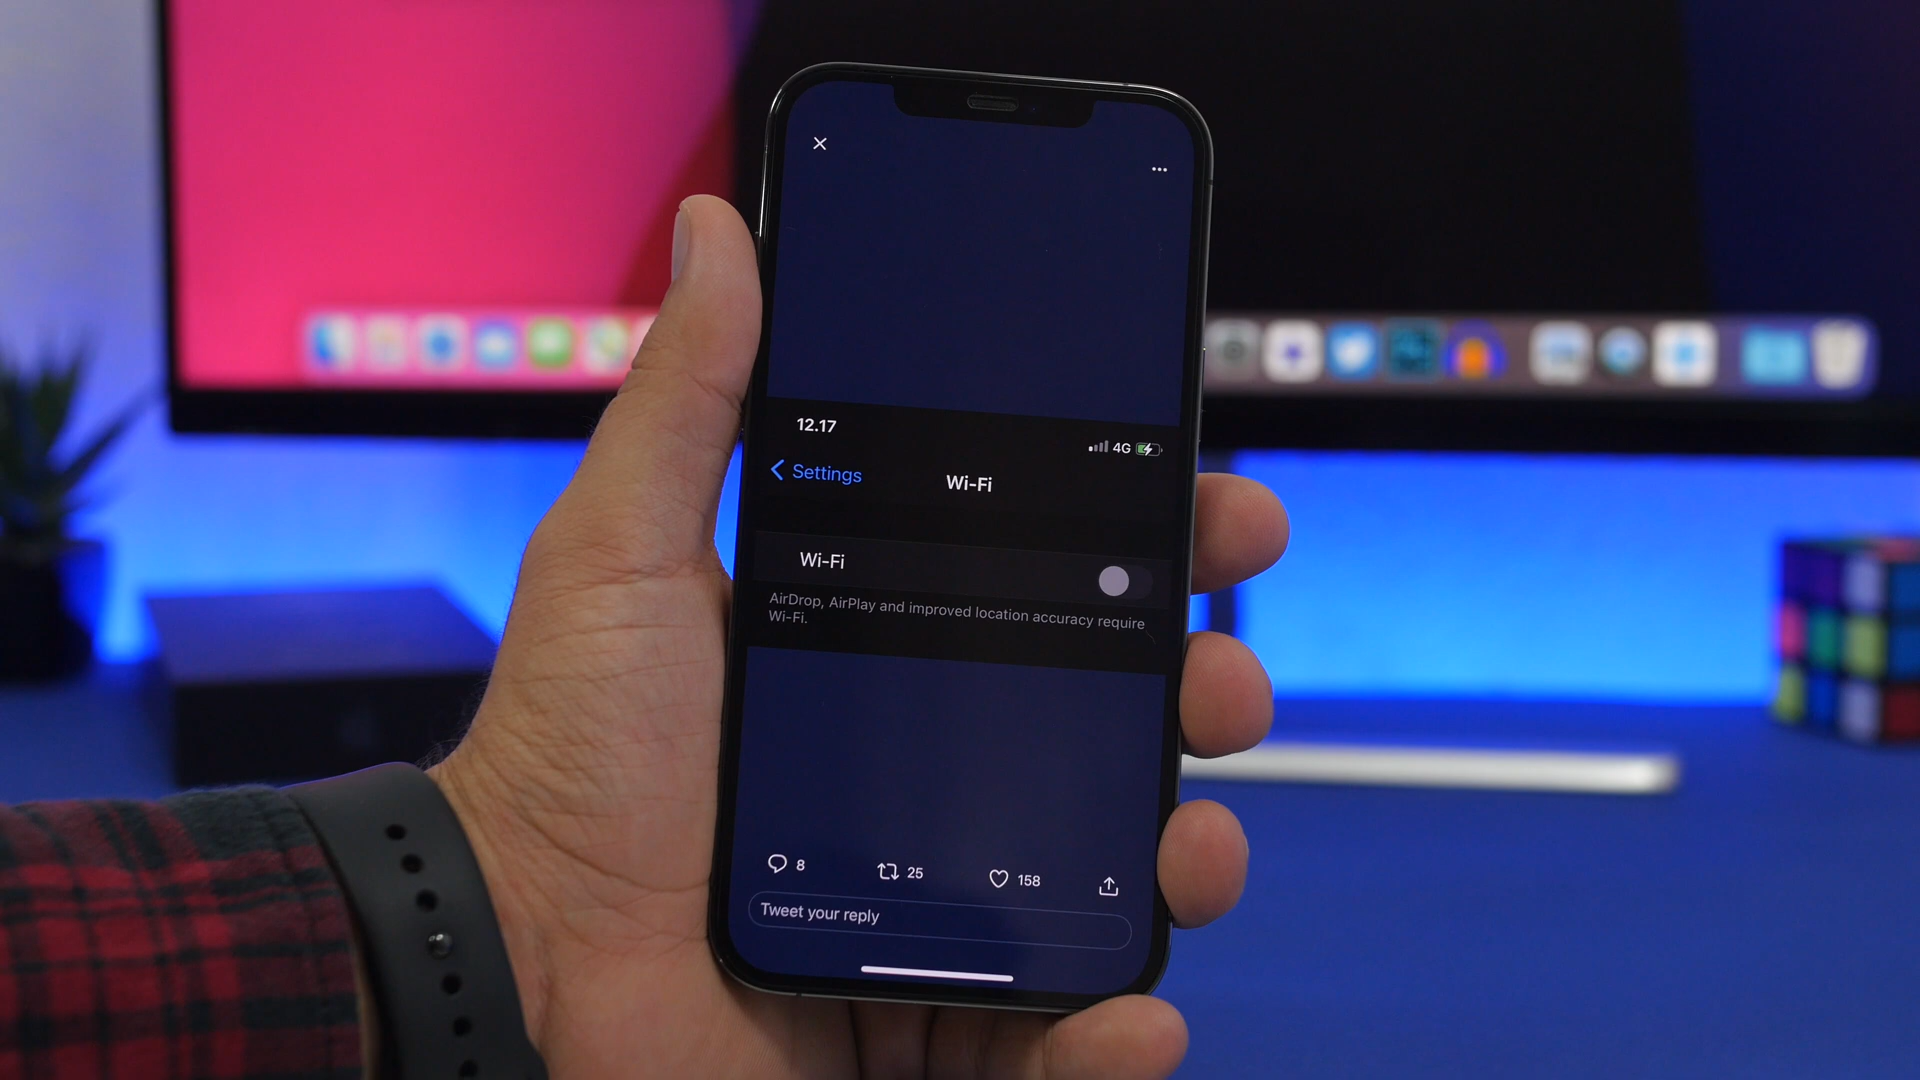 12.17
4G
Settings
Wi-Fi
Wi-Fi
AirDrop, AirPlay and improved location accuracy require
Wi-Fi.
8
25
158
Tweet your reply